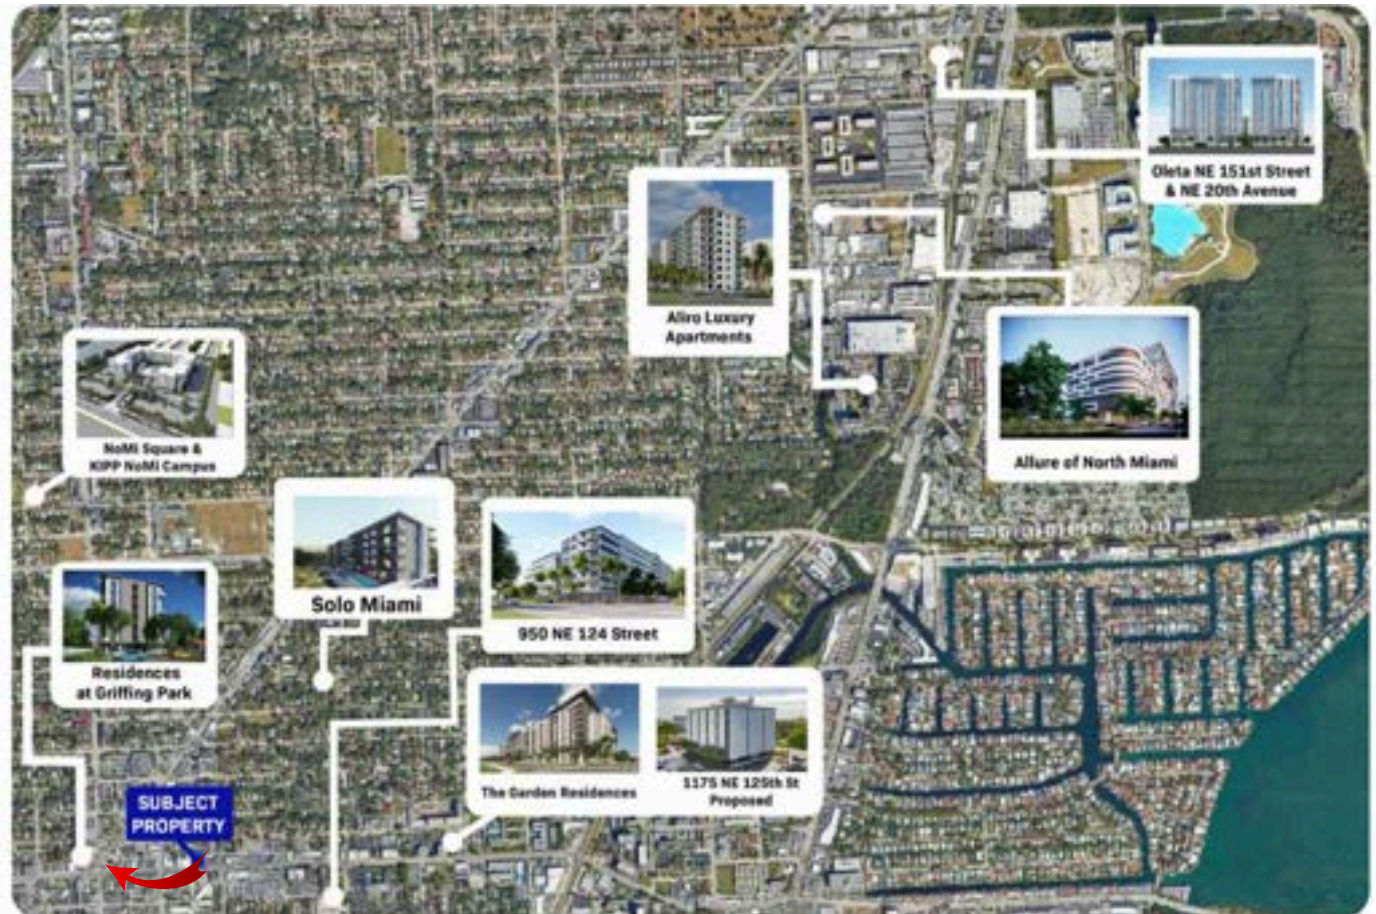 Oleta NE 151st Street
& NE 20th Avenue
Aliro Luxury
Apartments
Allure of North Miami
NoMi Square &
KIPP NoMi Campus
Solo Miami
950 NE 124 Street
Residences
at Griffing Park
The Garden Residences
1175 NE 125th St
Proposed
SUBJECT
PROPERTY